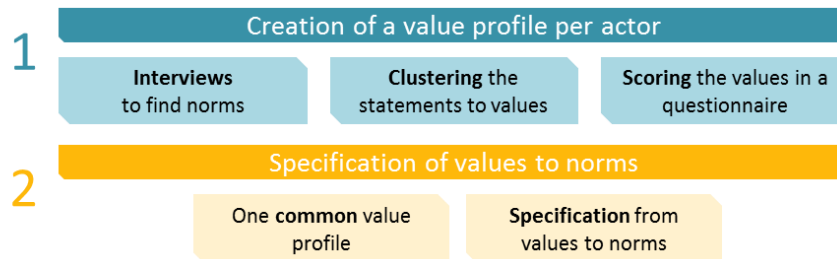 1
Creation of a value profile per actor
Interviews
to find norms
Clustering the
statements to values
Scoring the values in a
questionnaire
2
Specification of values to norms
One common value
profile
Specification from
values to norms